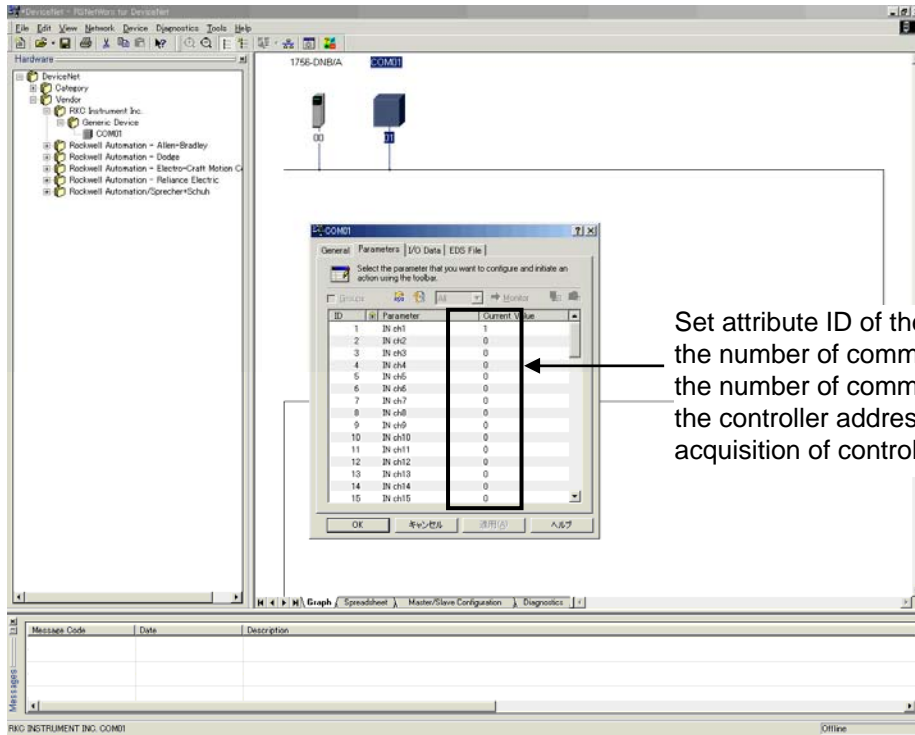 *DeviceNet - RSNetWorx for DeviceNet
File Edit View Network Device Diagnostics Tools Help
Hardware
DeviceNet
Category
Vendor
RKC Instrument Inc.
Generic Device
COM01
Rockwell Automation - Allen-Bradley
Rockwell Automation - Dodge
Rockwell Automation - Electro-Craft Motion C
Rockwell Automation - Reliance Electric
Rockwell Automation/Sprecher+Schuh
1756-DNB/A COM01
00 01
COM01
General Parameters I/O Data EDS File
Select the parameter that you want to configure and initiate an
action using the toolbar.
Groups All Monitor
ID Parameter Current Value
1 IN ch1 1
2 IN ch2 0
3 IN ch3 0
4 IN ch4 0
5 IN ch5 0
6 IN ch6 0
7 IN ch7 0
8 IN ch8 0
9 IN ch9 0
10 IN ch10 0
11 IN ch11 0
12 IN ch12 0
13 IN ch13 0
14 IN ch14 0
15 IN ch15 0
OK キャンセル 適用(A) ヘルプ
Set attribute ID of the
the number of comm
the number of comm
the controller addres
acquisition of control
Graph Spreadsheet Master/Slave Configuration Diagnostics
Message Code Date Description
Messages
RKC INSTRUMENT INC. COM01 Offline